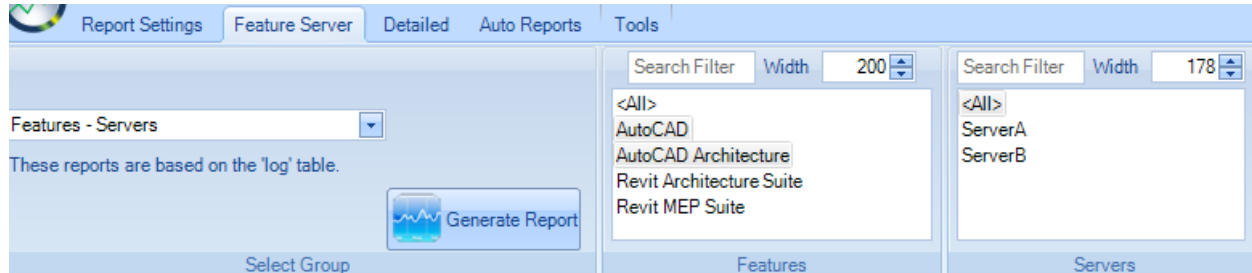 Report Settings Feature Server Detailed Auto Reports Tools
Features - Servers
These reports are based on the 'log' table.
Generate Report
Select Group
Search Filter Width 200
<All>
AutoCAD
AutoCAD Architecture
Revit Architecture Suite
Revit MEP Suite
Features
Search Filter Width 178
<All>
ServerA
ServerB
Servers